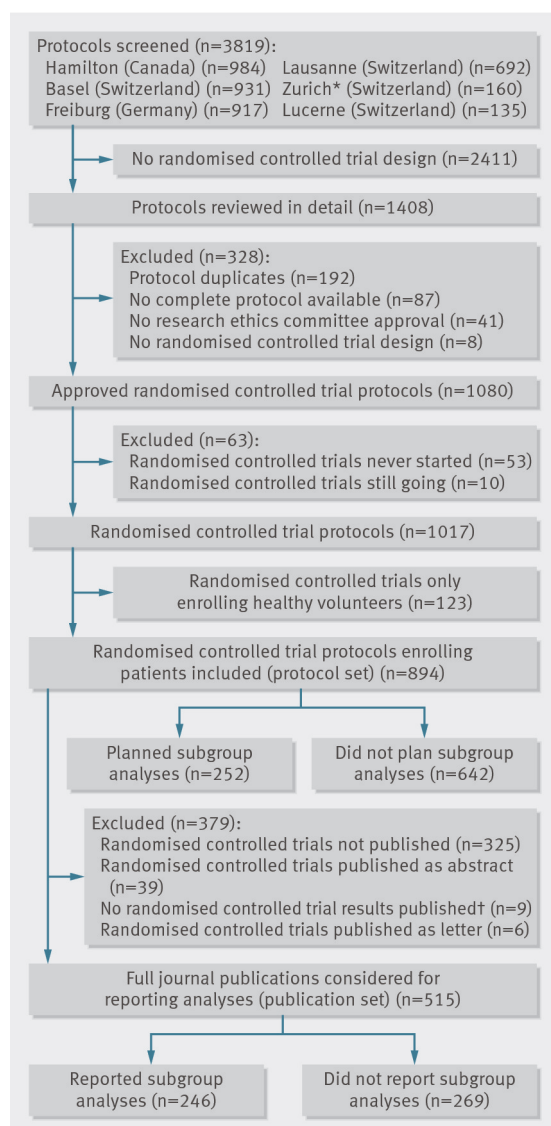 Protocols screened (n=3819):
Hamilton (Canada) (n=984) Lausanne (Switzerland) (n=692)
Basel (Switzerland) (n=931) Zurich* (Switzerland) (n=160)
Freiburg (Germany) (n=917) Lucerne (Switzerland) (n=135)
No randomised controlled trial design (n=2411)
Protocols reviewed in detail (n=1408)
Excluded (n=328):
Protocol duplicates (n=192)
No complete protocol available (n=87)
No research ethics committee approval (n=41)
No randomised controlled trial design (n=8)
Approved randomised controlled trial protocols (n=1080)
Excluded (n=63):
Randomised controlled trials never started (n=53)
Randomised controlled trials still going (n=10)
Randomised controlled trial protocols (n=1017)
Randomised controlled trials only
enrolling healthy volunteers (n=123)
Randomised controlled trial protocols enrolling
patients included (protocol set) (n=894)
Planned subgroup
analyses (n=252)
Did not plan subgroup
analyses (n=642)
Excluded (n=379):
Randomised controlled trials not published (n=325)
Randomised controlled trials published as abstract
(n=39)
No randomised controlled trial results published† (n=9)
Randomised controlled trials published as letter (n=6)
Full journal publications considered for
reporting analyses (publication set) (n=515)
Reported subgroup
analyses (n=246)
Did not report subgroup
analyses (n=269)